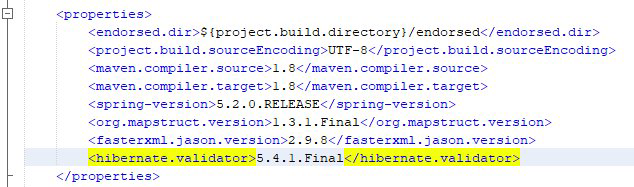 <properties>
<endorsed.dir>${project.build.directory}/endorsed</endorsed.dir>
<project.build.sourceEncoding>UTF-8</project.build.sourceEncoding>
<maven.compiler.source>1.8</maven.compiler.source>
<maven.compiler.target>1.8</maven.compiler.target>
<spring-version>5.2.0.RELEASE</spring-version>
<org.mapstruct.version>1.3.1.Final</org.mapstruct.version>
<fasterxml.jason.version>2.9.8</fasterxml.jason.version>
<hibernate.validator>5.4.1.Final</hibernate.validator>
</properties>